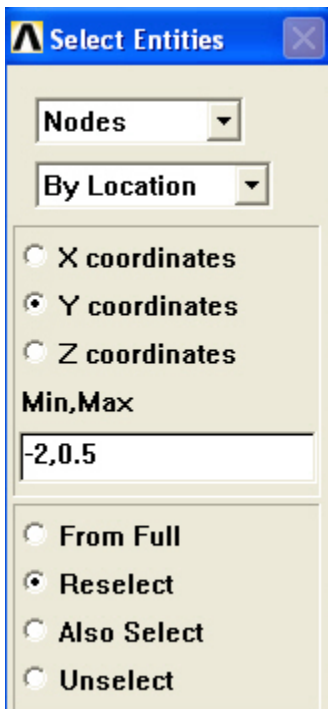 Select Entities
Nodes
By Location
X coordinates
Y coordinates
Z coordinates
Min,Max
-2,0.5
From Full
Reselect
Also Select
Unselect